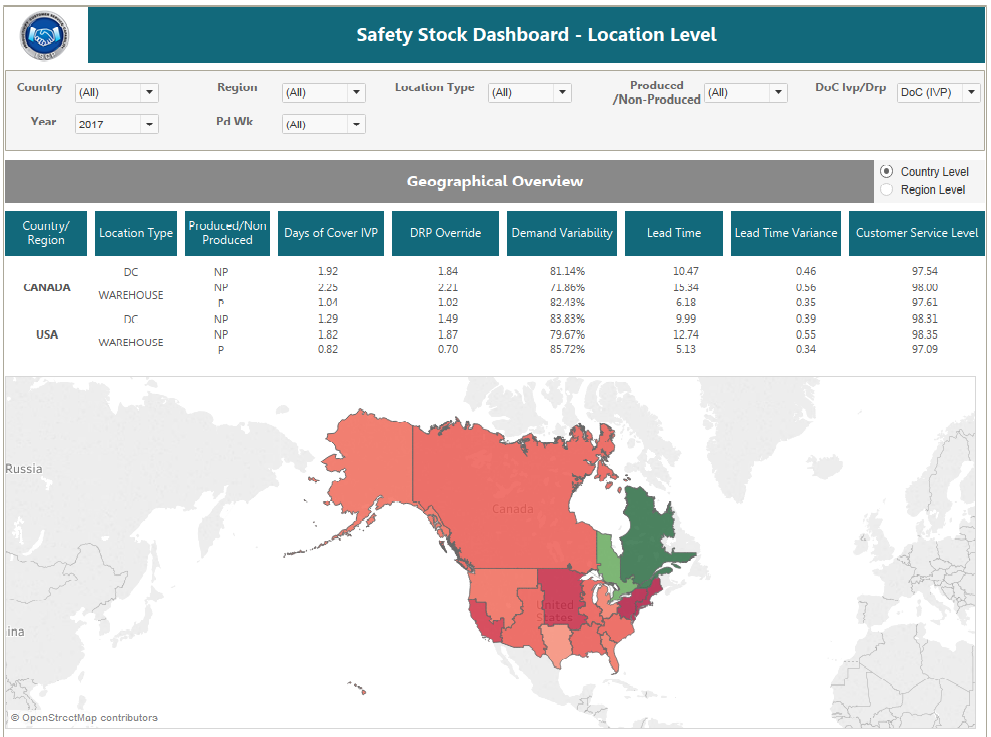 Safety Stock Dashboard - Location Level
Country (All) Region (All) Location Type (All) Produced /Non-Produced (All) DoC Ivp/Drp DoC (IVP)
Year 2017 Pd Wk (All)
Geographical Overview
Country Level
Region Level
Country/ Region Location Type Produced/Non Produced Days of Cover IVP DRP Override Demand Variability Lead Time Lead Time Variance Customer Service Level
CANADA DC NP 1.92 1.84 81.14% 10.47 0.46 97.54
WAREHOUSE NP 2.25 2.21 71.86% 15.34 0.56 98.00
P 1.04 1.02 82.43% 6.18 0.35 97.61
USA DC NP 1.29 1.49 83.83% 9.99 0.39 98.31
WAREHOUSE NP 1.82 1.87 79.67% 12.74 0.55 98.35
P 0.82 0.70 85.72% 5.13 0.34 97.09
Russia
Canada
United
States
ina
© OpenStreetMap contributors